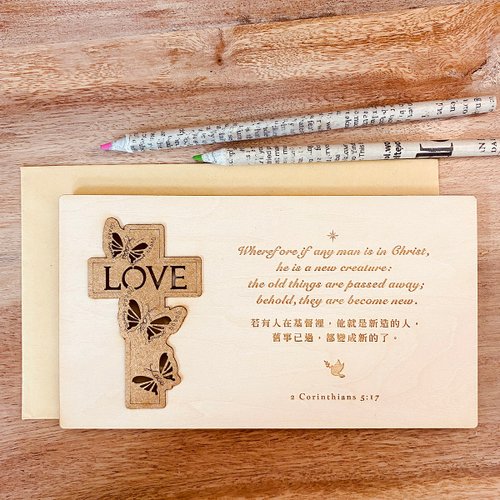 LOVE
Wherefore if any man is in Christ,
he is a new creature:
the old things are passed away;
behold, they are become new.
若有人在基督裡，他就是新造的人，
舊事已過，都變成新的了。
2 Corinthians 5:17